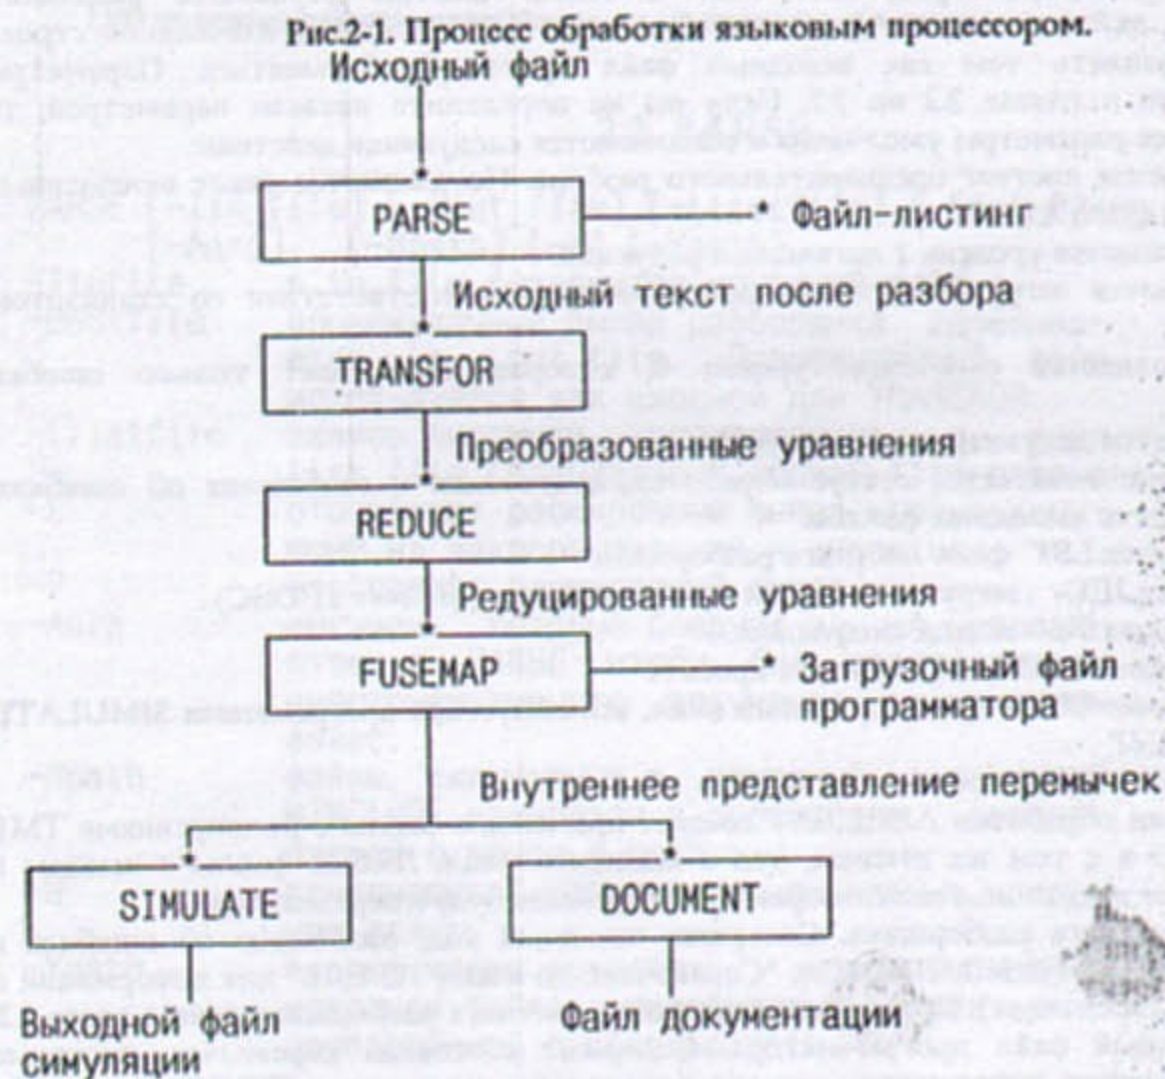 Рис.2-1. Процесс обработки языковым процессором.
Исходный файл
PARSE
* Файл-листинг
Исходный текст после разбора
TRANSFOR
Преобразованные уравнения
REDUCE
Редуцированные уравнения
FUSEMAP
* Загрузочный файл
программатора
Внутреннее представление перемычек
SIMULATE
DOCUMENT
Выходной файл
симуляции
Файл документации